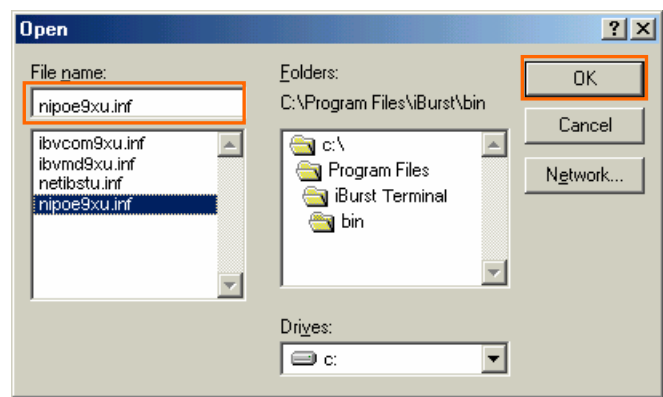 Open
File name:
nipoe9xu.inf
ibvcom9xu.inf
ibvmd9xu.inf
netibstu.inf
nipoe9xu.inf
Folders:
C:\Program Files\iBurst\bin
c:\
Program Files
iBurst Terminal
bin
Drives:
c:
OK
Cancel
Network...